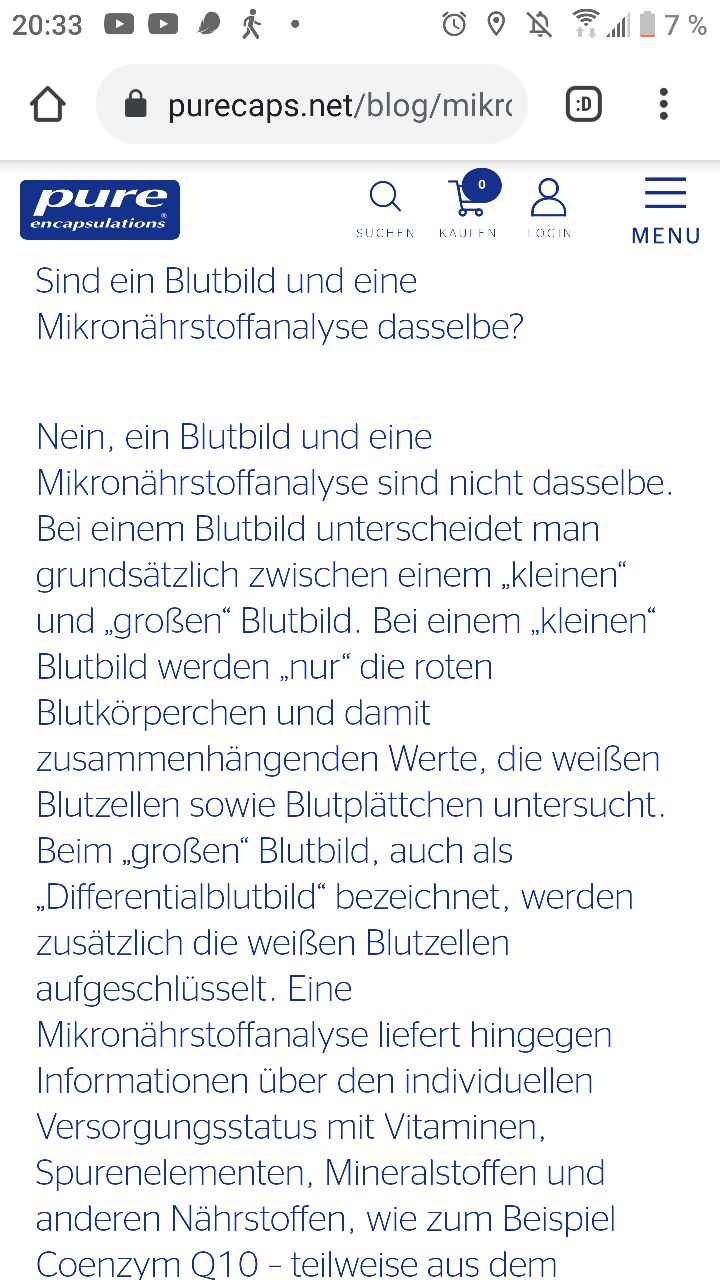 20:33 7 %
purecaps.net/blog/mikr
:D
pure
encapsulations®
0
SUCHEN KAUFEN LOGIN MENU
Sind ein Blutbild und eine
Mikronährstoffanalyse dasselbe?
Nein, ein Blutbild und eine
Mikronährstoffanalyse sind nicht dasselbe.
Bei einem Blutbild unterscheidet man
grundsätzlich zwischen einem „kleinen“
und „großen“ Blutbild. Bei einem „kleinen“
Blutbild werden „nur“ die roten
Blutkörperchen und damit
zusammenhängenden Werte, die weißen
Blutzellen sowie Blutplättchen untersucht.
Beim „großen“ Blutbild, auch als
„Differentialblutbild“ bezeichnet, werden
zusätzlich die weißen Blutzellen
aufgeschlüsselt. Eine
Mikronährstoffanalyse liefert hingegen
Informationen über den individuellen
Versorgungsstatus mit Vitaminen,
Spurenelementen, Mineralstoffen und
anderen Nährstoffen, wie zum Beispiel
Coenzym Q10 – teilweise aus dem